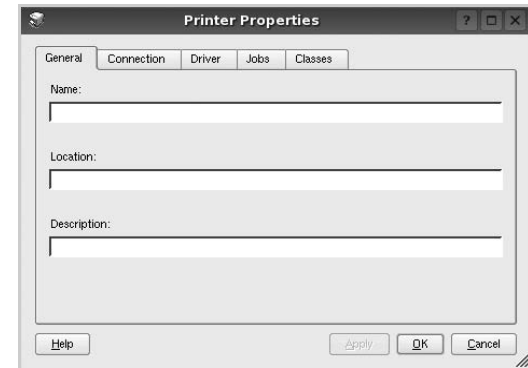 Printer Properties
General Connection Driver Jobs Classes
Name:
Location:
Description:
Help Apply OK Cancel